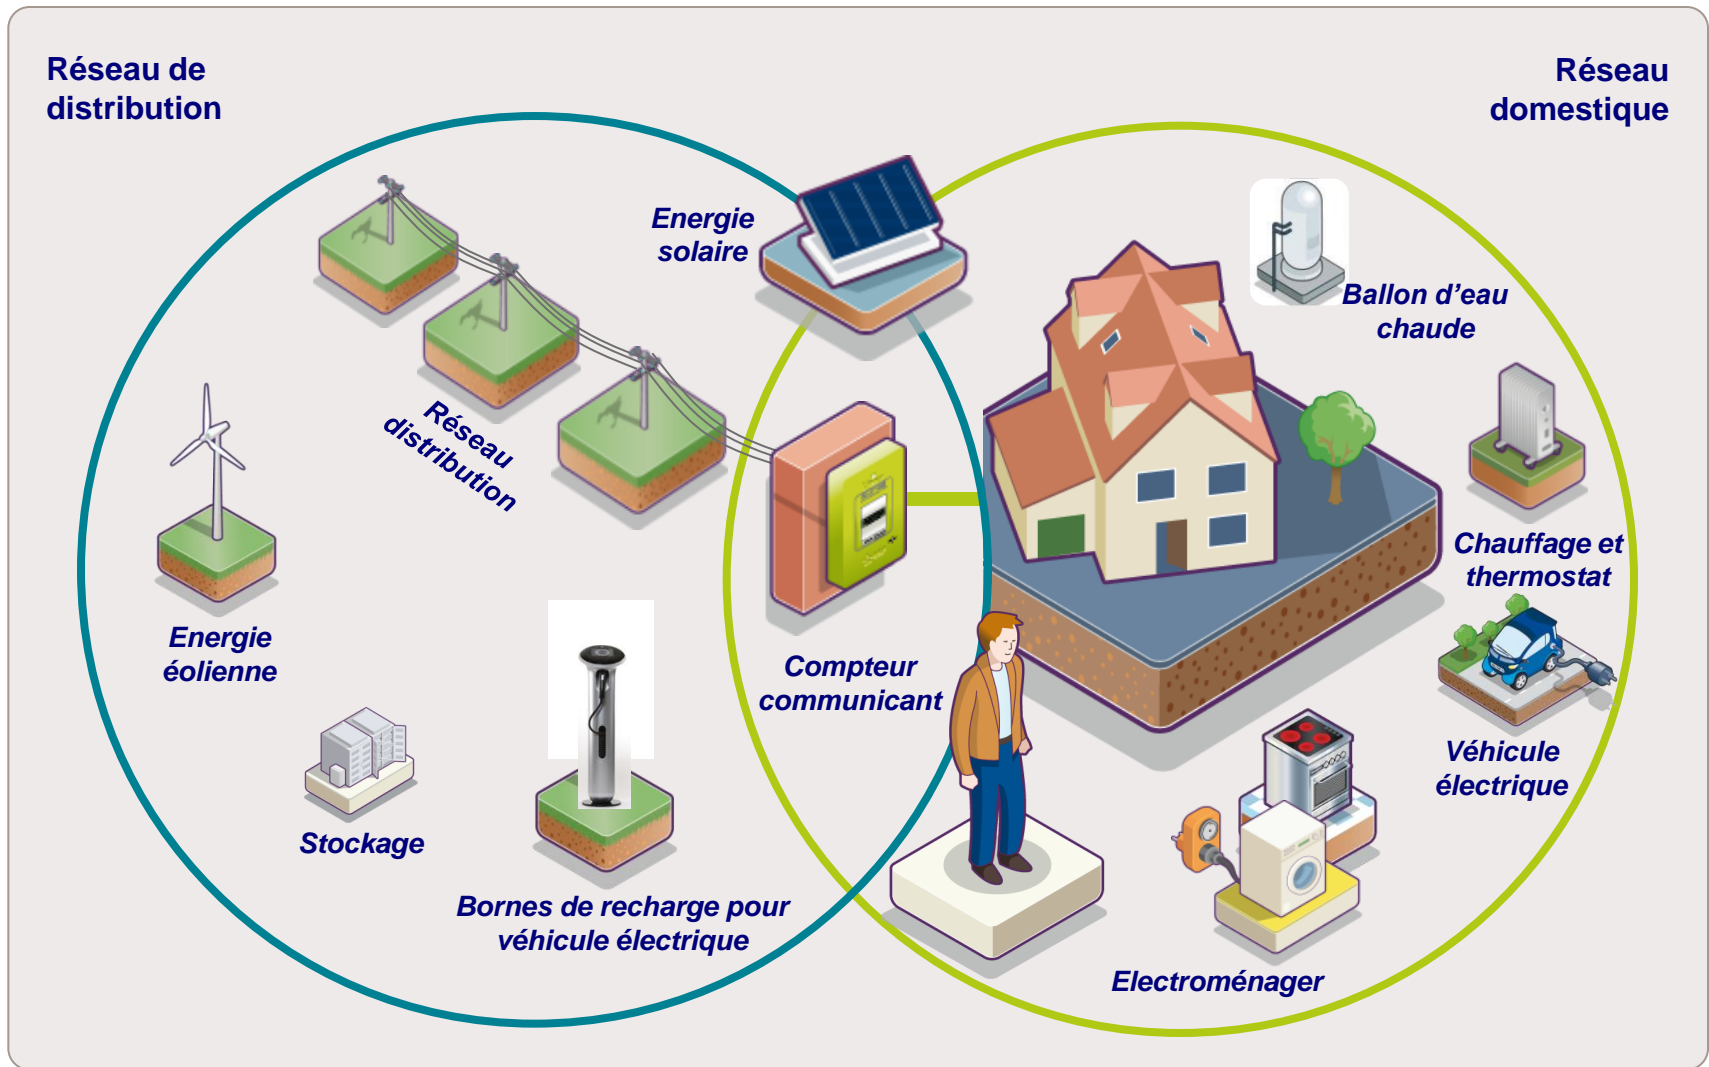 Réseau de
distribution
Réseau
domestique
Energie
solaire
Ballon d’eau
chaude
Réseau
distribution
Chauffage et
thermostat
Energie
éolienne
Compteur
communicant
Véhicule
électrique
Stockage
Bornes de recharge pour
véhicule électrique
Electroménager